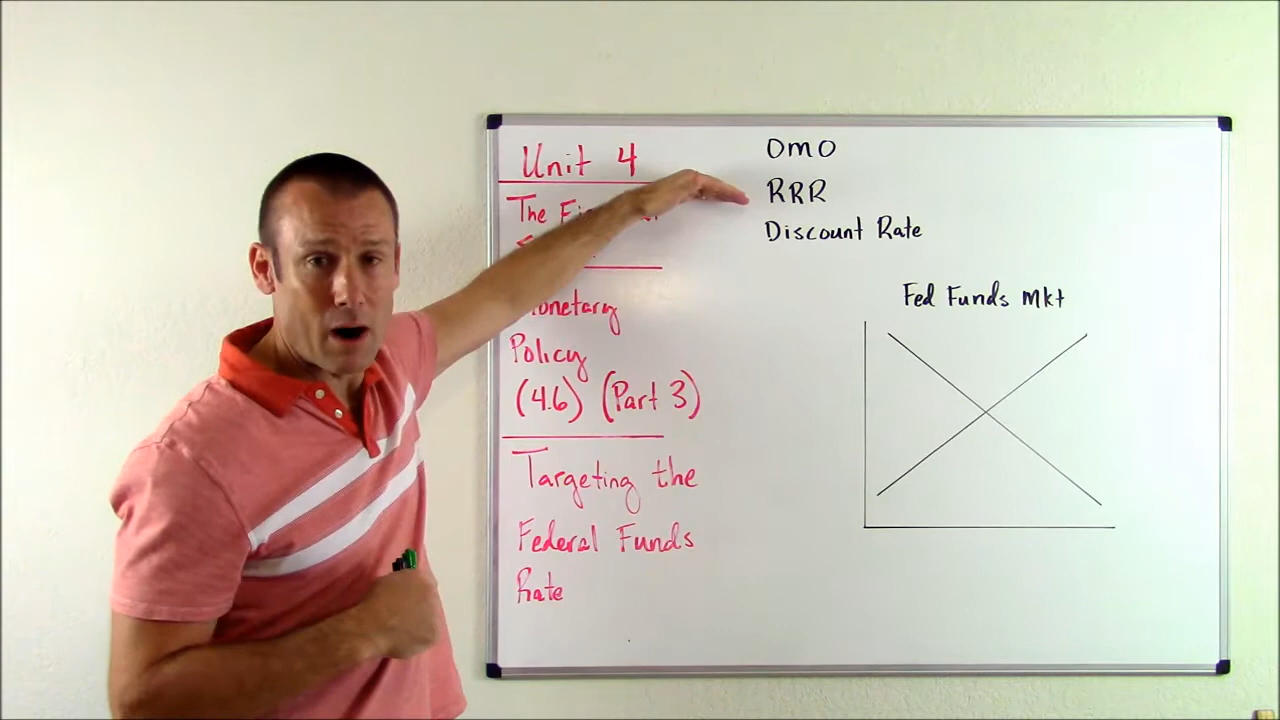 Unit 4
The
Monetary
Policy
(4.6) (Part 3)
Targeting the
Federal Funds
Rate
OMO
RRR
Discount Rate
Fed Funds Mkt